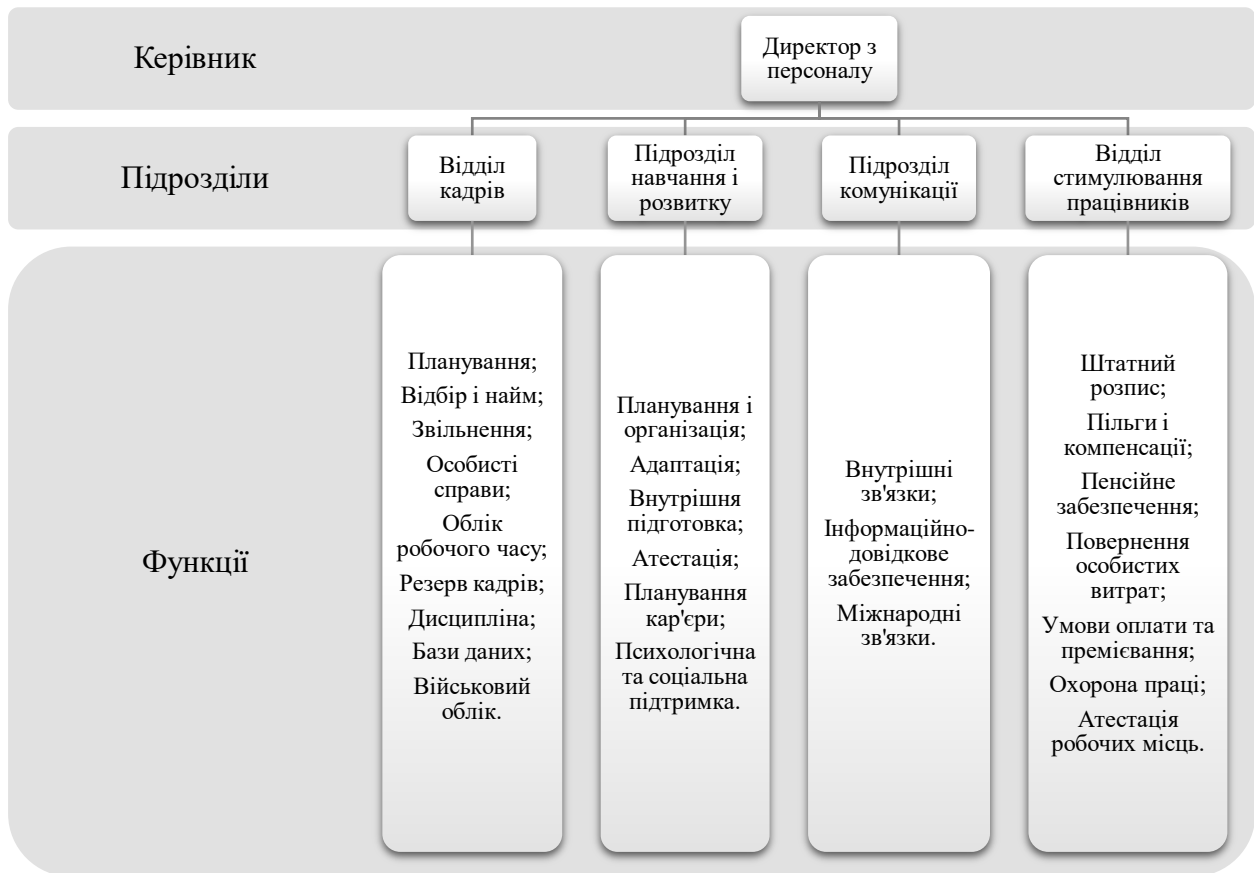 Керівник
Директор з
персоналу
Підрозділи
Відділ
кадрів
Підрозділ
навчання і
розвитку
Підрозділ
комунікації
Відділ
стимулювання
працівників
Функції
Планування;
Відбір і найм;
Звільнення;
Особисті
справи;
Облік
робочого часу;
Резерв кадрів;
Дисципліна;
Бази даних;
Військовий
облік.
Планування і
організація;
Адаптація;
Внутрішня
підготовка;
Атестація;
Планування
кар'єри;
Психологічна
та соціальна
підтримка.
Внутрішні
зв'язки;
Інформаційно-
довідкове
забезпечення;
Міжнародні
зв'язки.
Штатний
розпис;
Пільги і
компенсації;
Пенсійне
забезпечення;
Повернення
особистих
витрат;
Умови оплати та
премієвання;
Охорона праці;
Атестація
робочих місць.